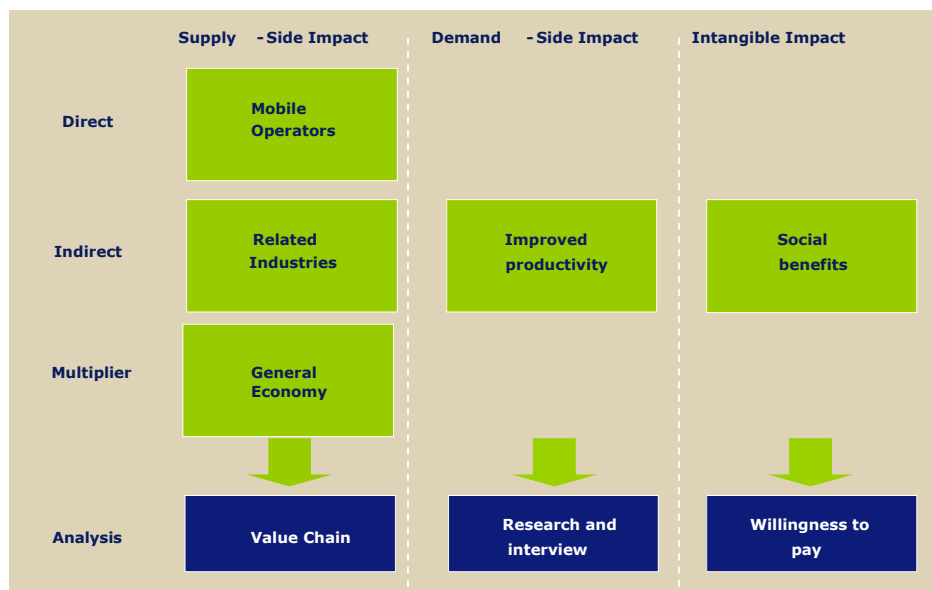 Supply - Side Impact
Demand - Side Impact
Intangible Impact
Direct
Mobile
Operators
Indirect
Related
Industries
Improved
productivity
Social
benefits
Multiplier
General
Economy
Analysis
Value Chain
Research and
interview
Willingness to
pay